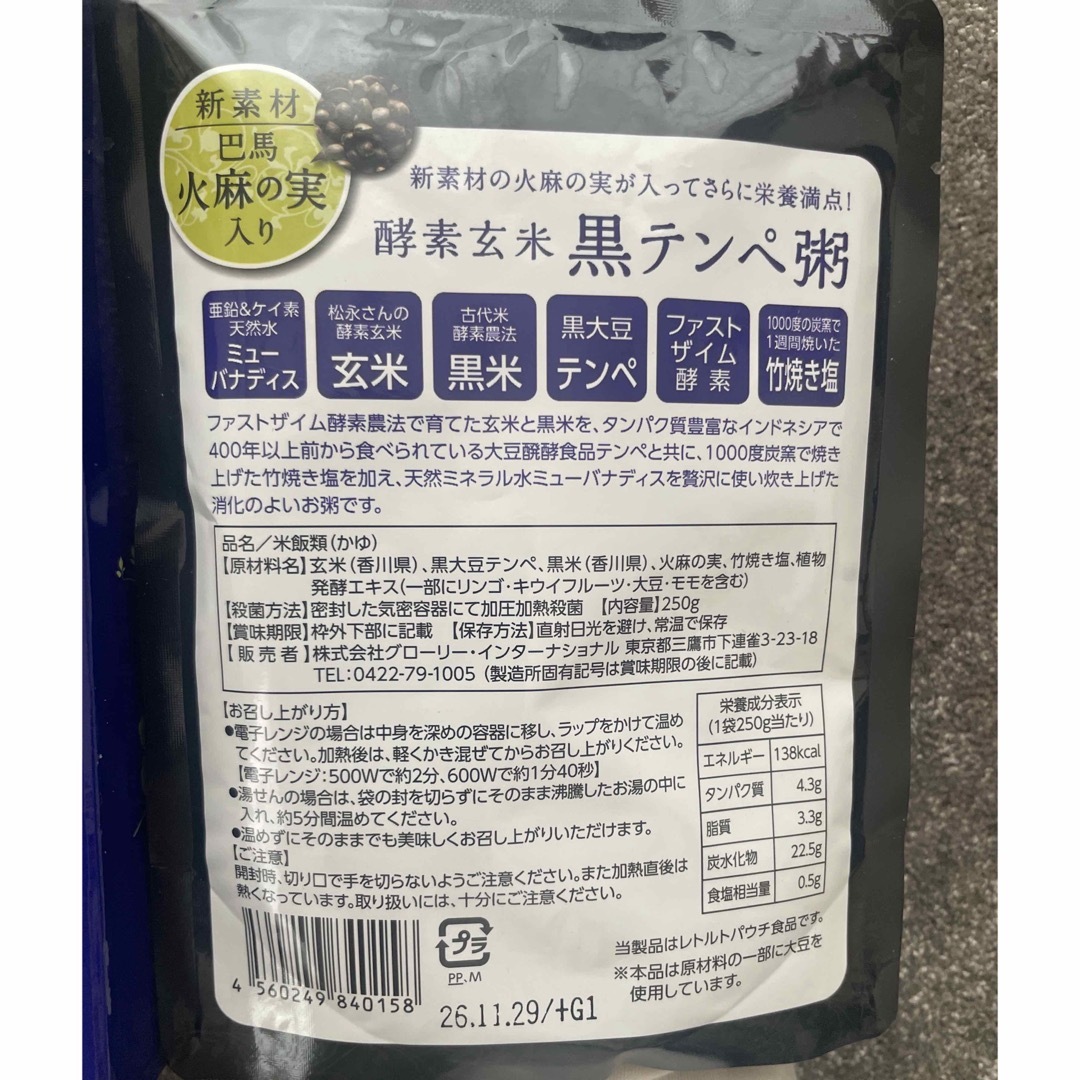 新素材
巴馬
火麻の実
入り
新素材の火麻の実が入ってさらに栄養満点!
酵素玄米 黒テンペ粥
亜鉛&ケイ素
天然水
ミュー
バナディス
松永さんの
酵素玄米
玄米
古代米
酵素農法
黒米
黒大豆
テンペ
ファスト
ザイム
酵素
1000度の炭窯で
1週間焼いた
竹焼き塩
ファストザイム酵素農法で育てた玄米と黒米を、タンパク質豊富なインドネシアで
400年以上前から食べられている大豆醗酵食品テンペと共に、1000度炭窯で焼き
上げた竹焼き塩を加え、天然ミネラル水ミューバナディスを贅沢に使い炊き上げた
消化のよいお粥です。
品名/米飯類(かゆ)
【原材料名】玄米(香川県)、黒大豆テンペ、黒米(香川県)、火麻の実、竹焼き塩、植物
発酵エキス(一部にリンゴ・キウイフルーツ・大豆・モモを含む)
【殺菌方法】密封した気密容器にて加圧加熱殺菌 【内容量】250g
【賞味期限】枠外下部に記載 【保存方法】直射日光を避け、常温で保存
【販売者】株式会社グローリー・インターナショナル 東京都三鷹市下連雀3-23-18
TEL:0422-79-1005 (製造所固有記号は賞味期限の後に記載)
【お召し上がり方】
●電子レンジの場合は中身を深めの容器に移し、ラップをかけて温め
てください。加熱後は、軽くかき混ぜてからお召し上がりください。
【電子レンジ:500Wで約2分、600Wで約1分40秒】
●湯せんの場合は、袋の封を切らずにそのまま沸騰したお湯の中に
入れ、約5分間温めてください。
●温めずにそのままでも美味しくお召し上がりいただけます。
【ご注意】
開封時、切り口で手を切らないようご注意ください。また加熱直後は
熱くなっています。取り扱いには、十分にご注意ください。
栄養成分表示
(1袋250g当たり)
エネルギー 138kcal
タンパク質 4.3g
脂質 3.3g
炭水化物 22.5g
食塩相当量 0.5g
プラ
PP、M
当製品はレトルトパウチ食品です。
※本品は原材料の一部に大豆を
使用しています。
4 560249 840158
26.11.29/+G1